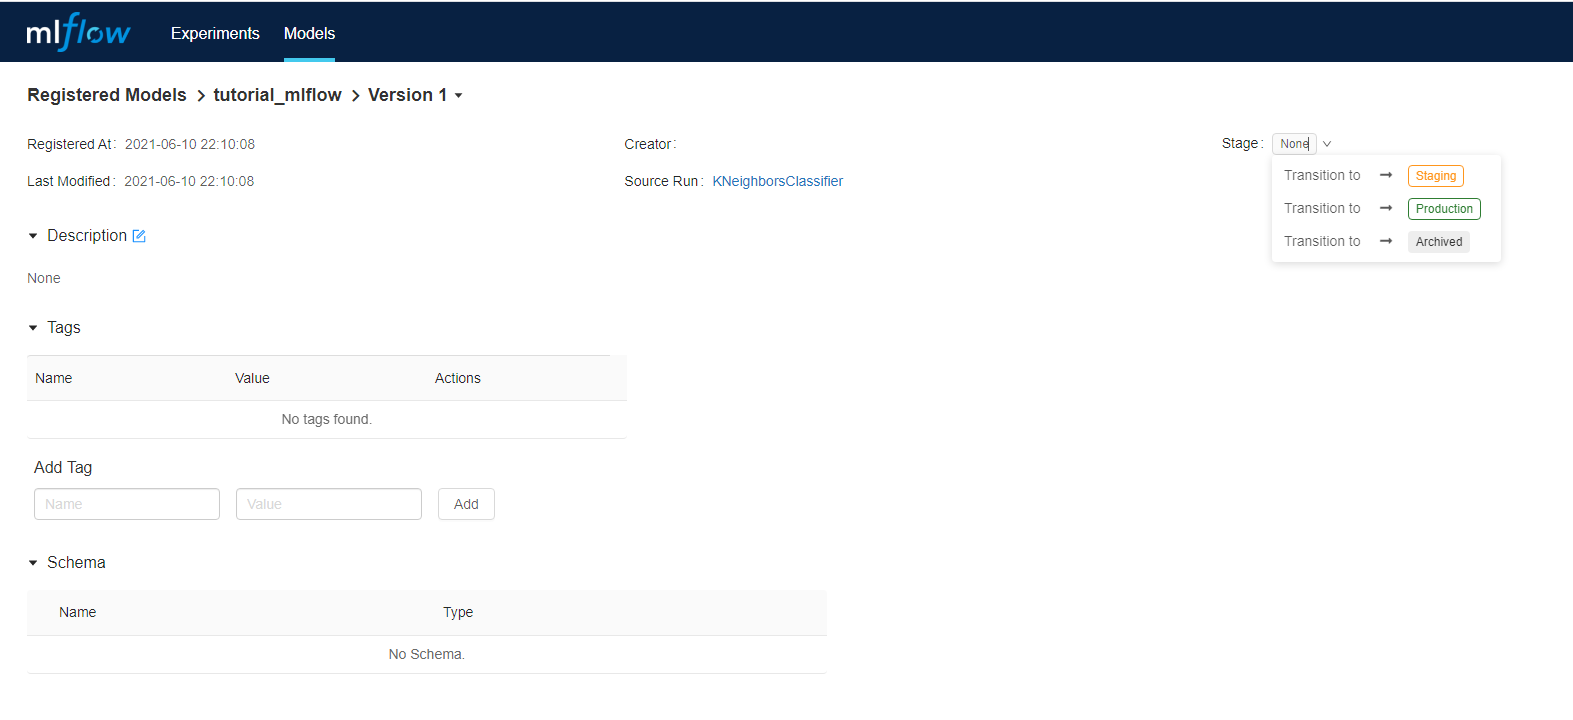 mlflow Experiments Models
Registered Models > tutorial_mlflow > Version 1
Registered At: 2021-06-10 22:10:08 Creator: Stage: None
Last Modified: 2021-06-10 22:10:08 Source Run: KNeighborsClassifier
Transition to → Staging
Transition to → Production
Transition to → Archived
Description
None
Tags
Name Value Actions
No tags found.
Add Tag
Name Value Add
Schema
Name Type
No Schema.